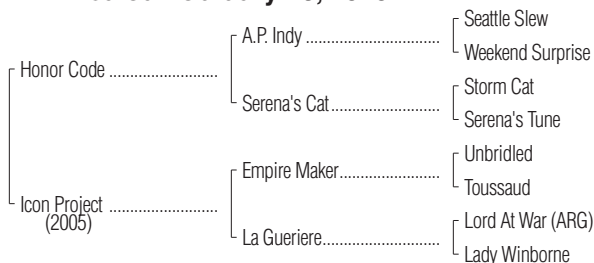 Seattle Slew
A.P. Indy
Weekend Surprise
Honor Code
Storm Cat
Serena's Cat
Serena's Tune
Unbridled
Empire Maker
Toussaud
Icon Project
(2005)
Lord At War (ARG)
La Gueriere
Lady Winborne